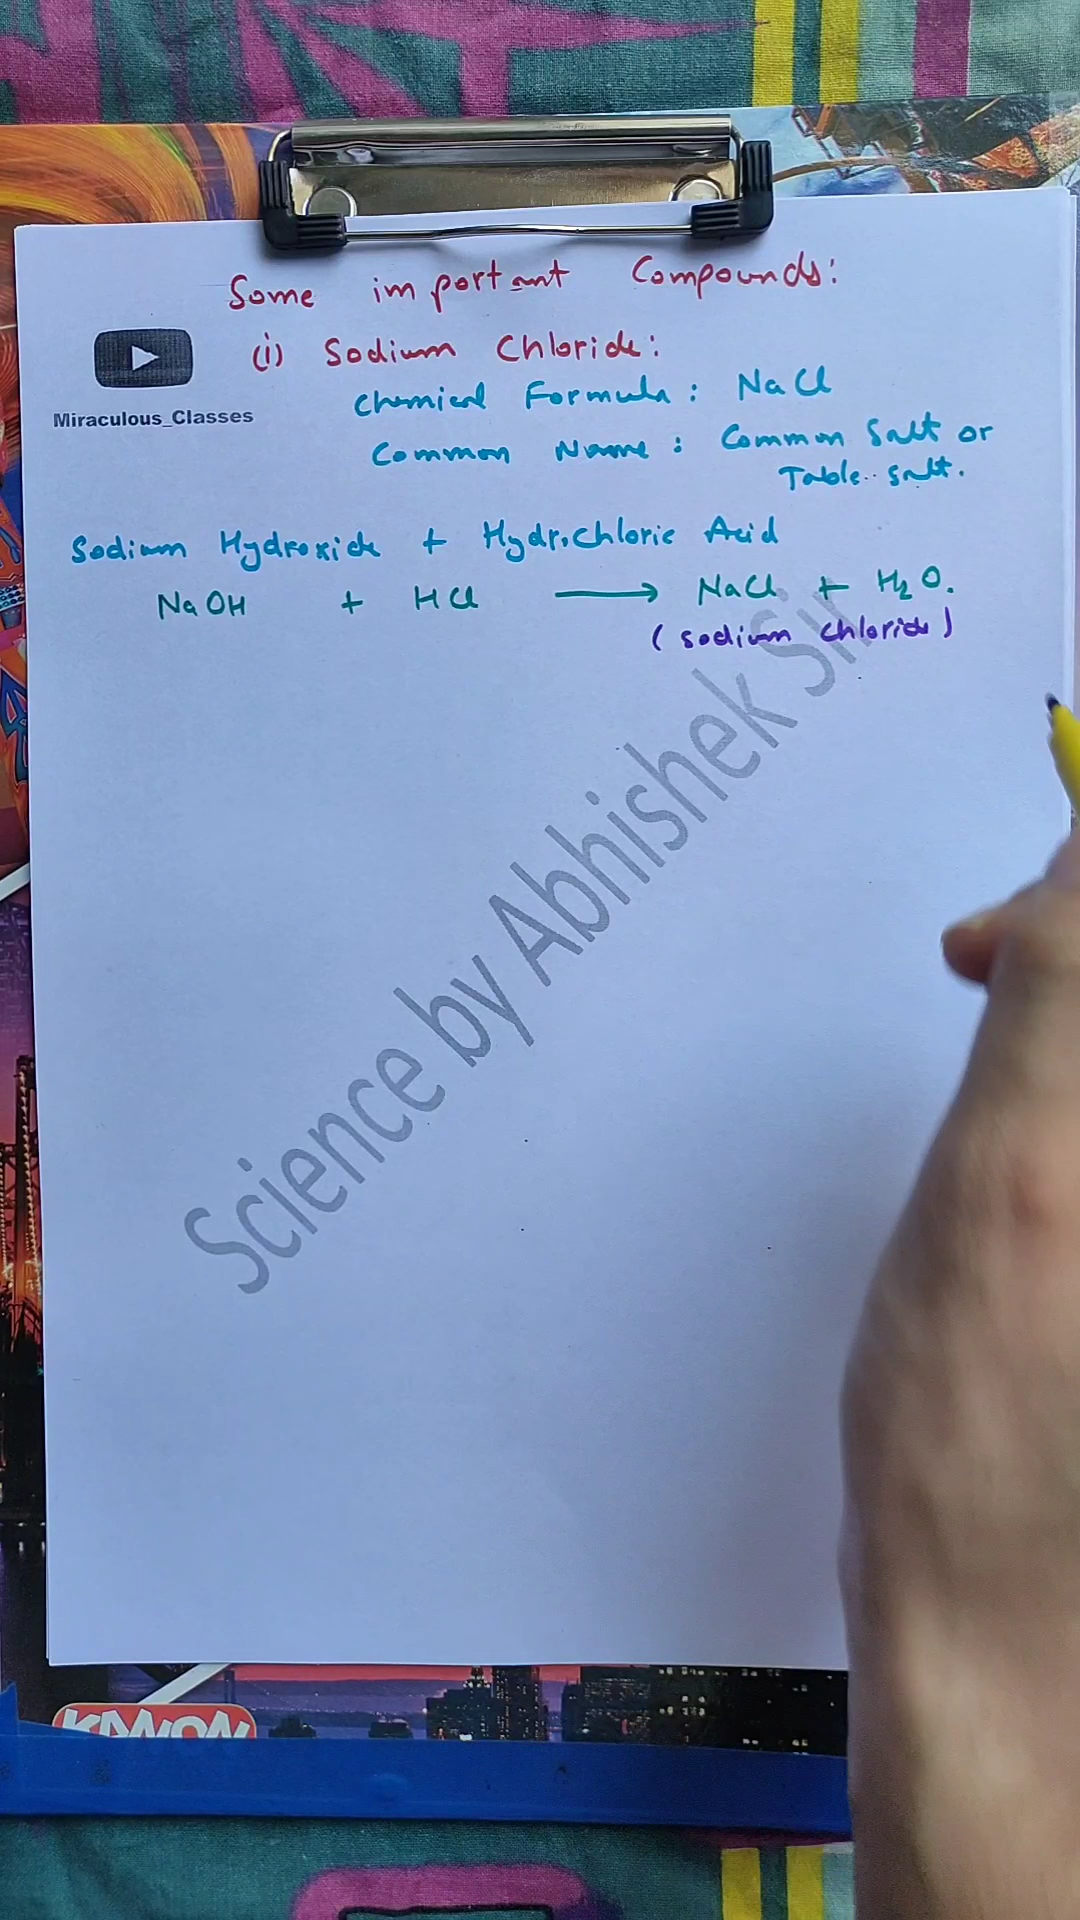 Some important Compounds:
(i) Sodium Chloride:
Miraculous_Classes
Chemical Formula : NaCl
Common Name : Common Salt or
Table salt.
Sodium Hydroxide + Hydrochloric Acid
NaOH + HCl ⟶ NaCl + H₂O.
(sodium chloride)
Science by Abhishek Sir
KIWON